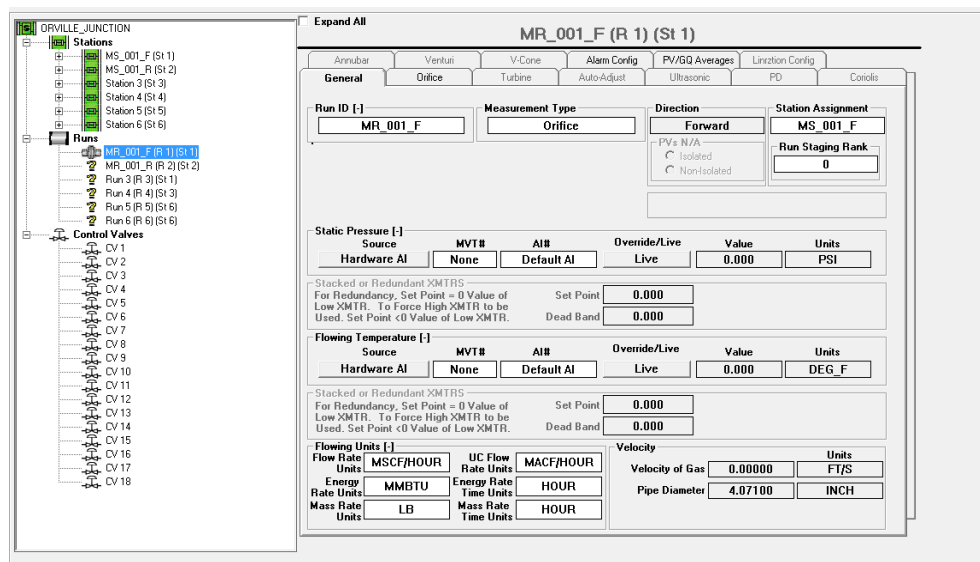 ORVILLE_JUNCTION
Stations
MS_001_F (St 1)
MS_001_R (St 2)
Station 3 (St 3)
Station 4 (St 4)
Station 5 (St 5)
Station 6 (St 6)
Runs
MR_001_F (R 1) (St 1)
MR_001_R (R 2) (St 2)
Run 3 (R 3) (St 1)
Run 4 (R 4) (St 3)
Run 5 (R 5) (St 6)
Run 6 (R 6) (St 6)
Control Valves
CV 1
CV 2
CV 3
CV 4
CV 5
CV 6
CV 7
CV 8
CV 9
CV 10
CV 11
CV 12
CV 13
CV 14
CV 15
CV 16
CV 17
CV 18
Expand All
MR_001_F (R 1) (St 1)
Annubar Venturi V-Cone Alarm Config PV/GQ Averages Linrztion Config
General Orifice Turbine Auto-Adjust Ultrasonic PD Coriolis
Run ID [-] Measurement Type Direction Station Assignment
MR_001_F Orifice Forward MS_001_F
PVs N/A Run Staging Rank
Isolated 0
Non-Isolated
Static Pressure [-]
Source MVT# AI# Override/Live Value Units
Hardware AI None Default AI Live 0.000 PSI
Stacked or Redundant XMTRS
For Redundancy, Set Point = 0 Value of Set Point 0.000
Low XMTR. To Force High XMTR to be
Used. Set Point <0 Value of Low XMTR. Dead Band 0.000
Flowing Temperature [-]
Source MVT# AI# Override/Live Value Units
Hardware AI None Default AI Live 0.000 DEG_F
Stacked or Redundant XMTRS
For Redundancy, Set Point = 0 Value of Set Point 0.000
Low XMTR. To Force High XMTR to be
Used. Set Point <0 Value of Low XMTR. Dead Band 0.000
Flowing Units [-]
Flow Rate Units MSCF/HOUR UC Flow Rate Units MACF/HOUR
Energy Rate Units MMBTU Energy Rate Time Units HOUR
Mass Rate Units LB Mass Rate Time Units HOUR
Velocity
Units
Velocity of Gas 0.00000 FT/S
Pipe Diameter 4.07100 INCH